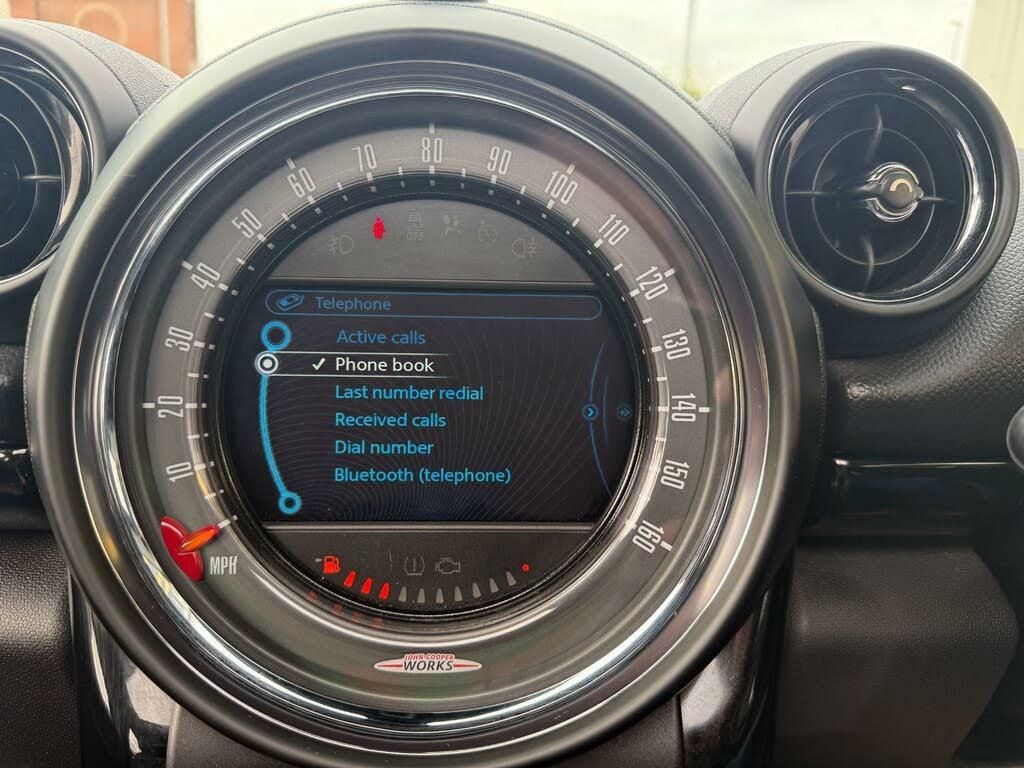 80
70
90
60
100
50
110
40
120
30
130
20
140
10
150
160
MPH
OFF
Telephone
Active calls
✓ Phone book
Last number redial
Received calls
Dial number
Bluetooth (telephone)
JOHN COOPER
WORKS